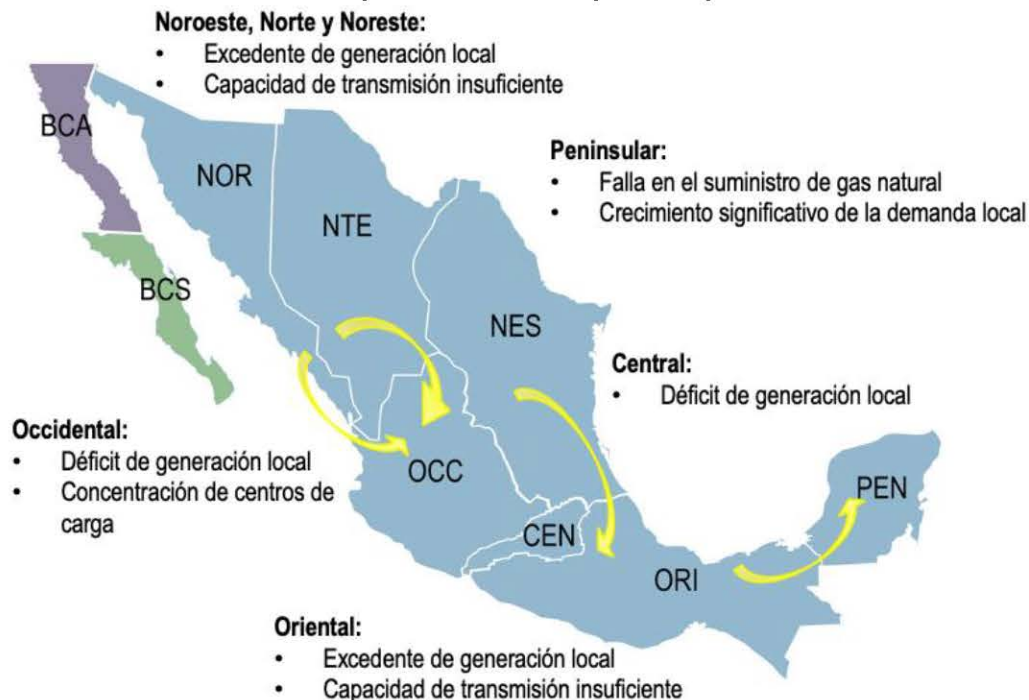 Noroeste, Norte y Noreste:
• Excedente de generación local
• Capacidad de transmisión insuficiente
BCA
NOR
NTE
Peninsular:
• Falla en el suministro de gas natural
• Crecimiento significativo de la demanda local
BCS
NES
Central:
• Déficit de generación local
Occidental:
• Déficit de generación local
• Concentración de centros de
carga
OCC
CEN
PEN
ORI
Oriental:
• Excedente de generación local
• Capacidad de transmisión insuficiente